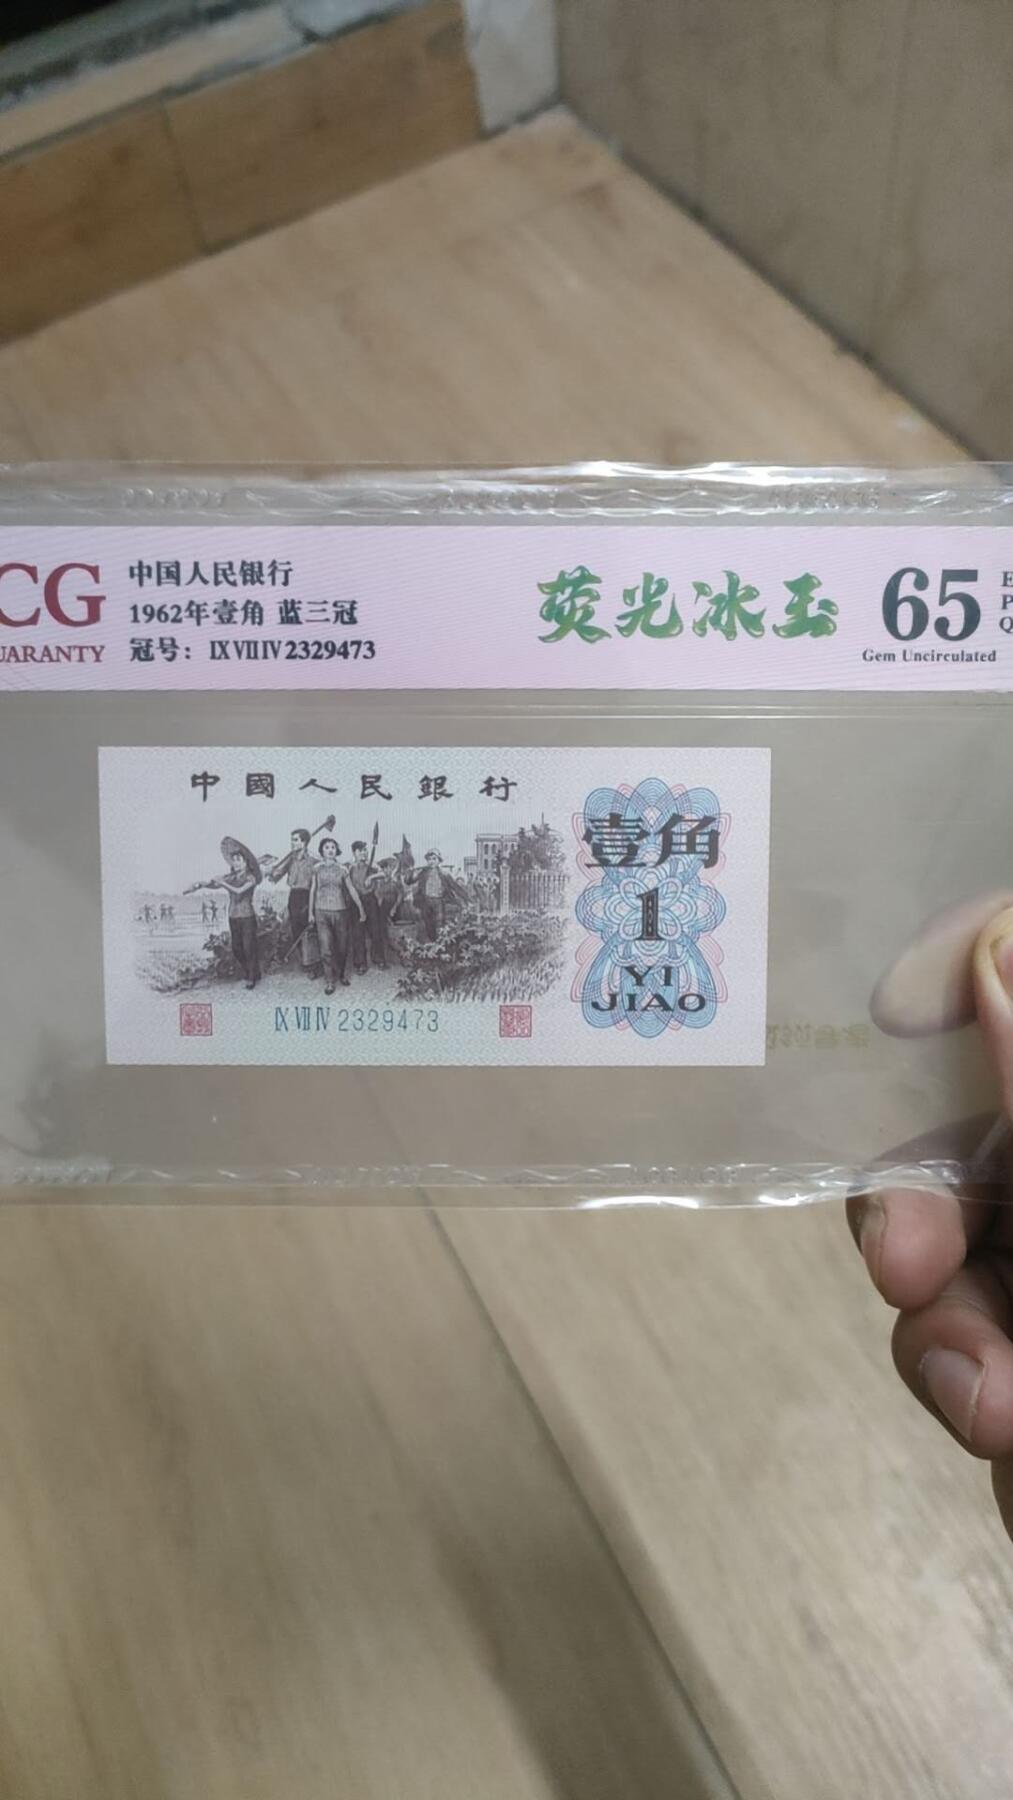 CG
UARANTY
中国人民银行
1962年壹角 蓝三冠
冠号: IX VII IV 2329473
荧光冰玉
65
Gem Uncirculated
E
P
Q
中國人民銀行
壹角
1
YI
JIAO
IX VII IV 2329473